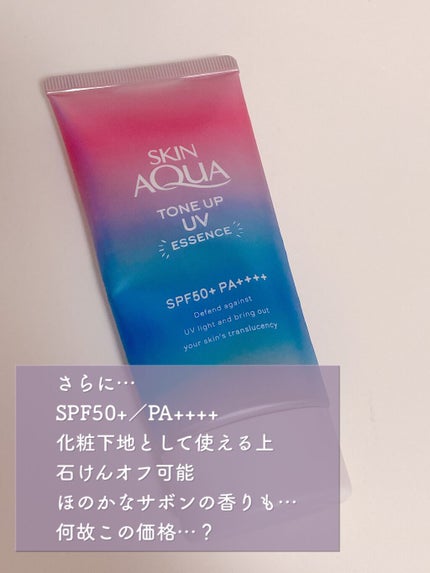 SKIN
AQUA
TONE UP
UV
ESSENCE
SPF50+ PA++++
Defend against
UV light and bring out
your skin's translucency
さらに…
SPF50+／PA++++
化粧下地として使える上
石けんオフ可能
ほのかなサボンの香りも…
何故この価格…？